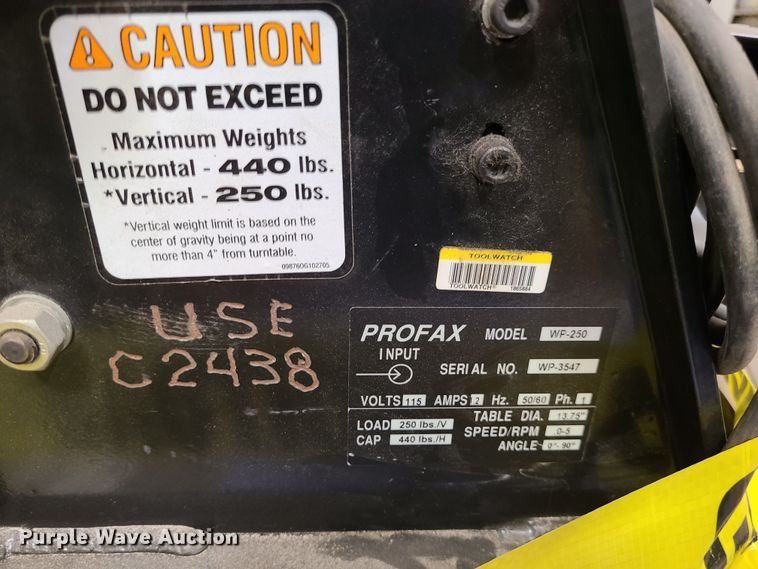 CAUTION
DO NOT EXCEED
Maximum Weights
Horizontal - 440 lbs.
*Vertical - 250 lbs.
*Vertical weight limit is based on the
center of gravity being at a point no
more than 4" from turntable.
09876OG102705
TOOLWATCH
TOOLWATCH® 1865884
USE
C2438
PROFAX MODEL WP-250
INPUT
SERIAL NO. WP-3547
VOLTS 115 AMPS 2 Hz. 50/60 Ph. 1
LOAD 250 lbs./V TABLE DIA. 13.75"
CAP 440 lbs./H SPEED/RPM .0-5
ANGLE 0°- 90°
Purple Wave Auction